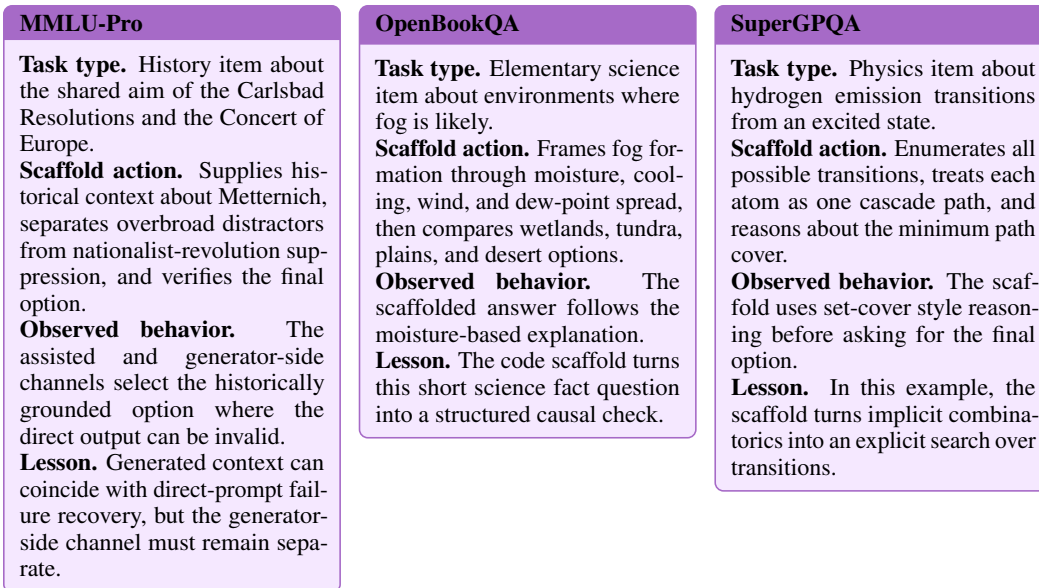 MMLU-Pro
Task type. History item about
the shared aim of the Carlsbad
Resolutions and the Concert of
Europe.
Scaffold action. Supplies his-
torical context about Metternich,
separates overbroad distractors
from nationalist-revolution sup-
pression, and verifies the final
option.
Observed behavior. The
assisted and generator-side
channels select the historically
grounded option where the
direct output can be invalid.
Lesson. Generated context can
coincide with direct-prompt fail-
ure recovery, but the generator-
side channel must remain sepa-
rate.
OpenBookQA
Task type. Elementary science
item about environments where
fog is likely.
Scaffold action. Frames fog for-
mation through moisture, cool-
ing, wind, and dew-point spread,
then compares wetlands, tundra,
plains, and desert options.
Observed behavior. The
scaffolded answer follows the
moisture-based explanation.
Lesson. The code scaffold turns
this short science fact question
into a structured causal check.
SuperGPQA
Task type. Physics item about
hydrogen emission transitions
from an excited state.
Scaffold action. Enumerates all
possible transitions, treats each
atom as one cascade path, and
reasons about the minimum path
cover.
Observed behavior. The scaf-
fold uses set-cover style reason-
ing before asking for the final
option.
Lesson. In this example, the
scaffold turns implicit combina-
torics into an explicit search over
transitions.